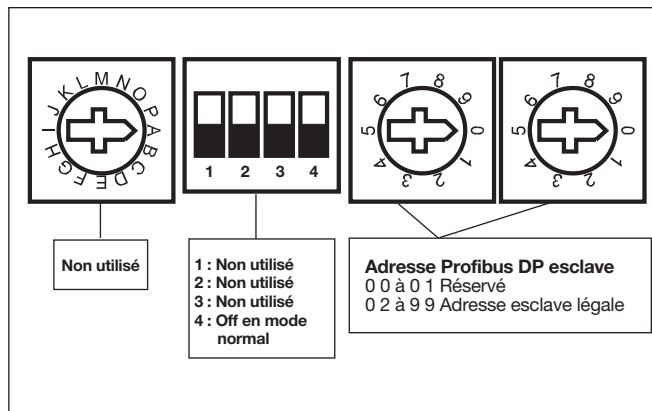 A B C D E F G H I J K L M N O P
1 2 3 4
0 1 2 3 4 5 6 7 8 9
0 1 2 3 4 5 6 7 8 9
Non utilisé
1 : Non utilisé
2 : Non utilisé
3 : Non utilisé
4 : Off en mode
normal
Adresse Profibus DP esclave
0 0 à 0 1 Réservé
0 2 à 9 9 Adresse esclave légale